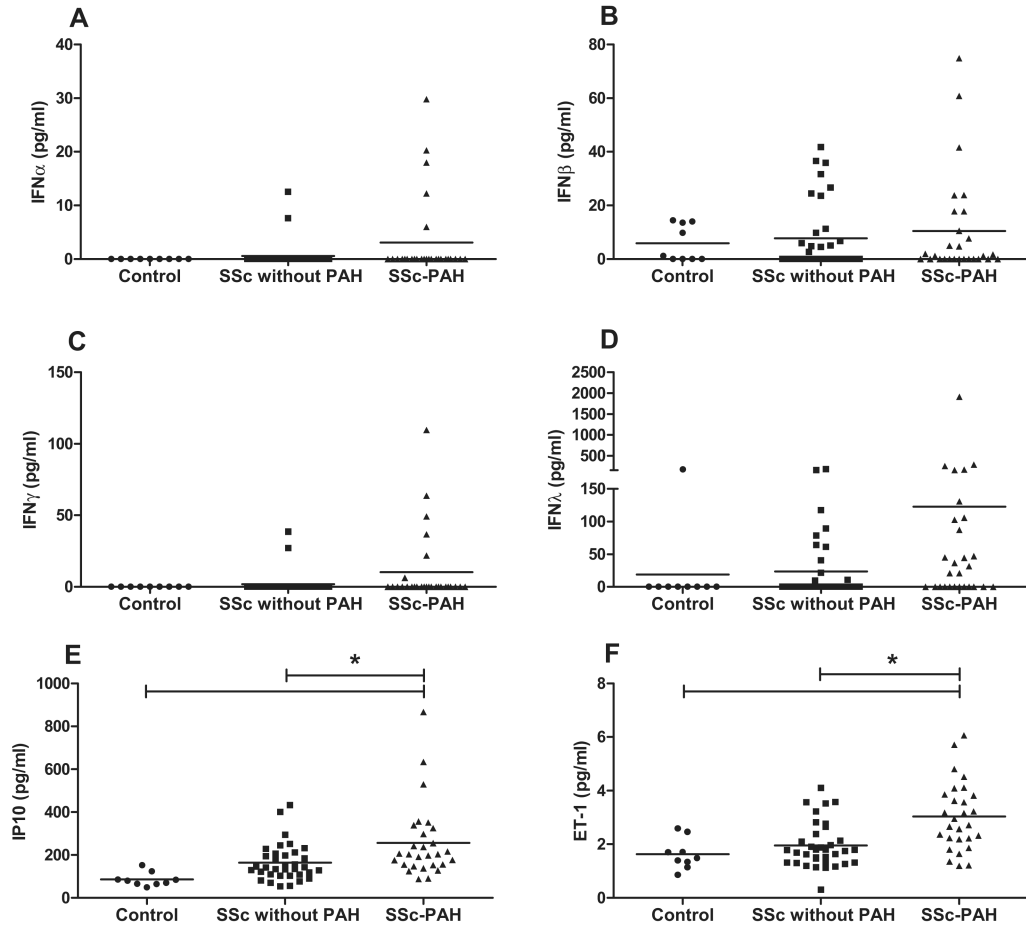 A
IFNα (pg/ml)
40
30
20
10
0
Control SSc without PAH SSc-PAH
B
IFNβ (pg/ml)
80
60
40
20
0
Control SSc without PAH SSc-PAH
C
IFNγ (pg/ml)
150
100
50
0
Control SSc without PAH SSc-PAH
D
IFNλ (pg/ml)
2500
2000
1500
1000
500
150
100
50
0
Control SSc without PAH SSc-PAH
E
*
IP10 (pg/ml)
1000
800
600
400
200
0
Control SSc without PAH SSc-PAH
F
*
ET-1 (pg/ml)
8
6
4
2
0
Control SSc without PAH SSc-PAH